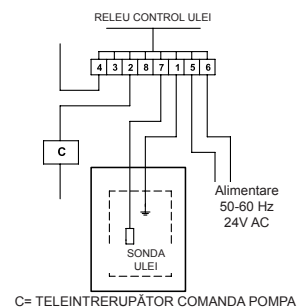 RELEU CONTROL ULEI
4 3 2 8 7 1 5 6
C
Alimentare
50-60 Hz
24V AC
SONDA
ULEI
C= TELEINTRERUPĂTOR COMANDA POMPA